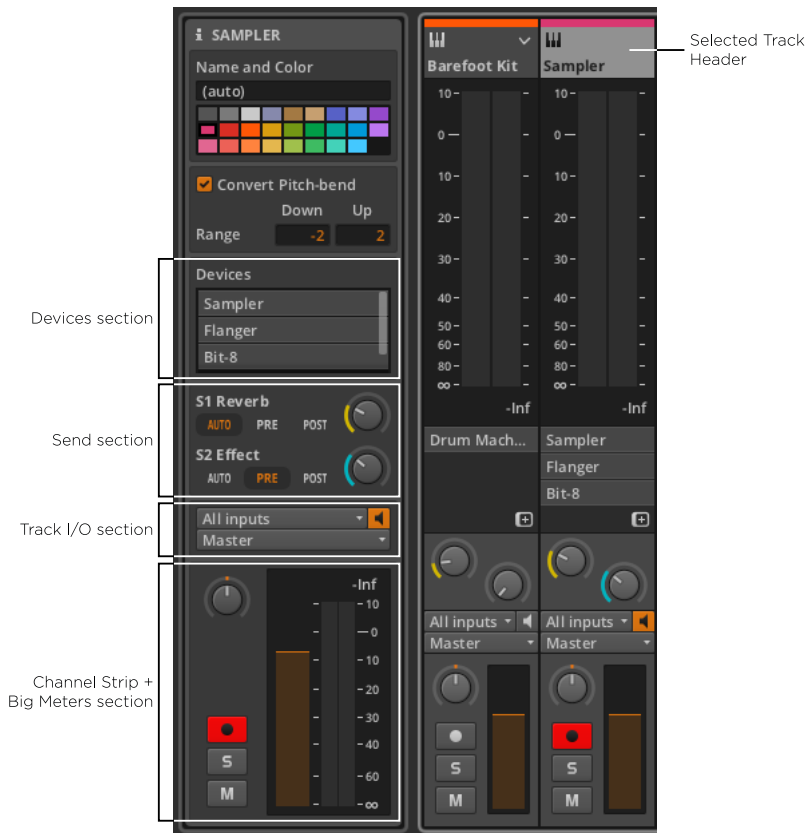 SAMPLER
Name and Color
(auto)
Convert Pitch-bend
Down Up
Range -2 2
Devices
Sampler
Flanger
Bit-8
S1 Reverb
AUTO PRE POST
S2 Effect
AUTO PRE POST
All inputs
Master
-Inf
10
0
10
20
30
40
60
∞
S
M
Devices section
Send section
Track I/O section
Channel Strip +
Big Meters section
Barefoot Kit
10
0
10
20
30
40
50
60
80
∞
-Inf
Drum Mach...
All inputs
Master
S
M
Sampler
10
0
10
20
30
40
50
60
80
∞
-Inf
Sampler
Flanger
Bit-8
All inputs
Master
S
M
Selected Track
Header